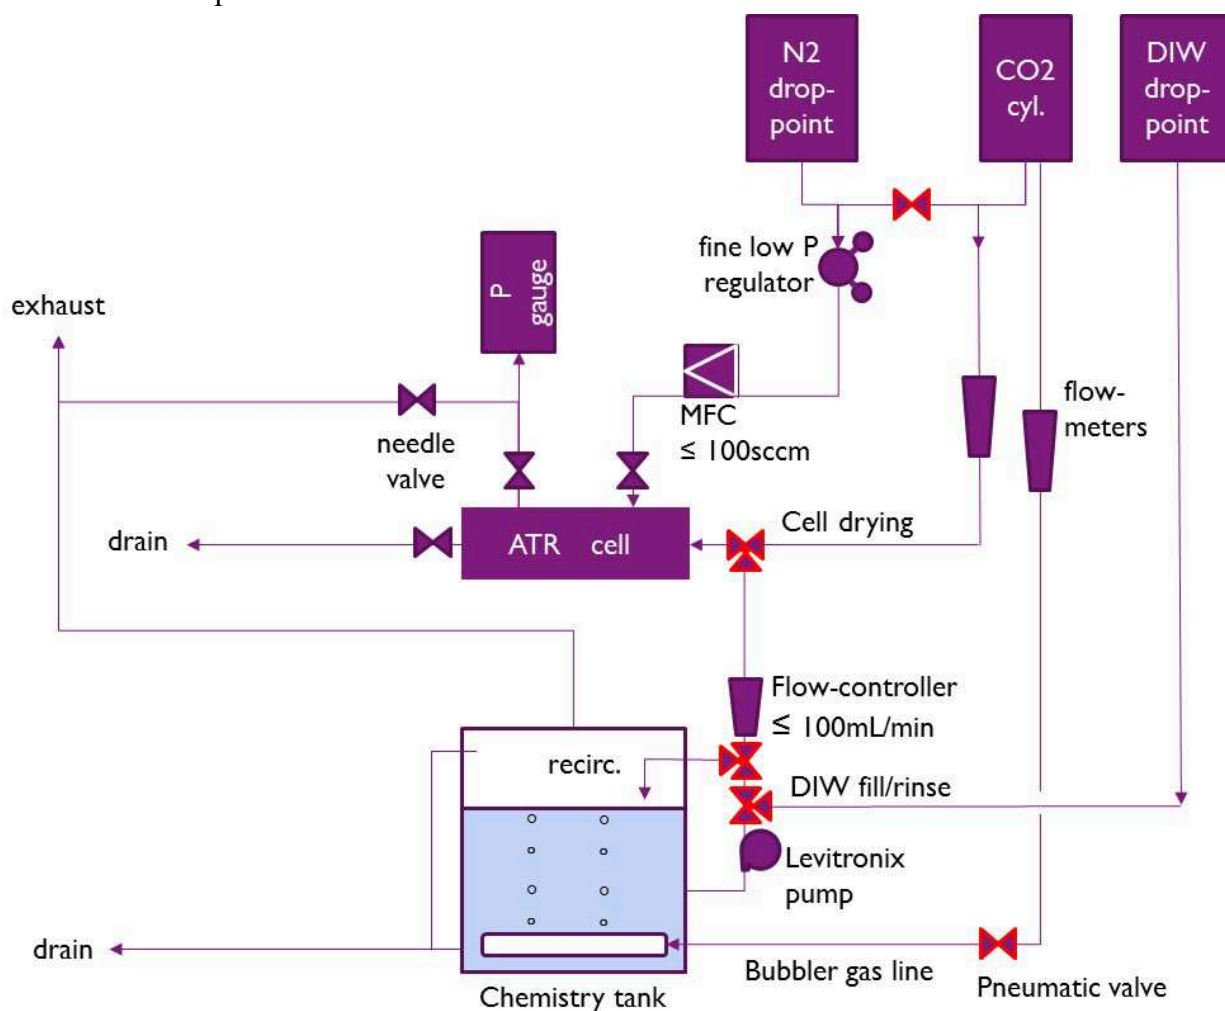 N2
drop-
point
CO2
cyl.
DIW
drop-
point
P
gauge
fine low P
regulator
exhaust
MFC
≤ 100sccm
flow-
meters
needle
valve
drain
ATR cell
Cell drying
Flow-controller
≤ 100mL/min
recirc.
DIW fill/rinse
Levitronix
pump
drain
Bubbler gas line
Pneumatic valve
Chemistry tank